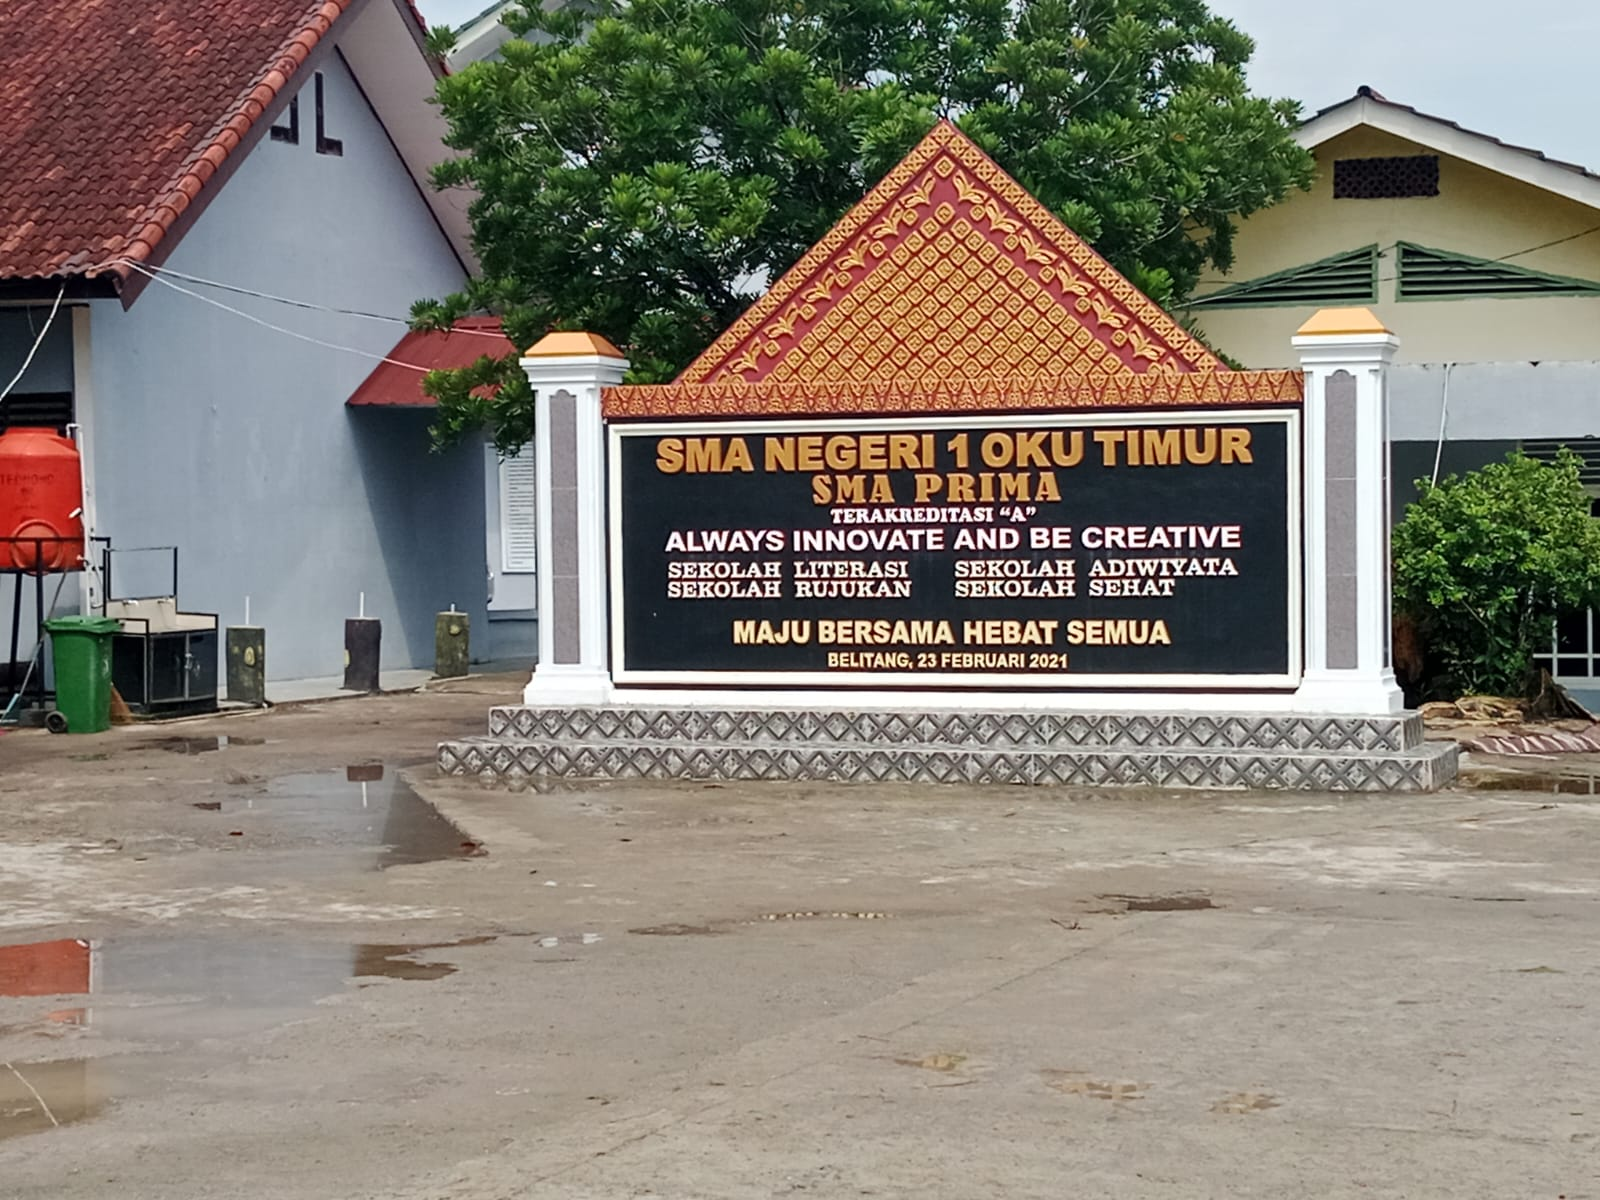 SMA NEGERI 1 OKU TIMUR
SMA PRIMA
TERAKREDITASI “A”
ALWAYS INNOVATE AND BE CREATIVE
SEKOLAH LITERASI SEKOLAH ADIWIYATA
SEKOLAH RUJUKAN SEKOLAH SEHAT
MAJU BERSAMA HEBAT SEMUA
BELITANG, 23 FEBRUARI 2021